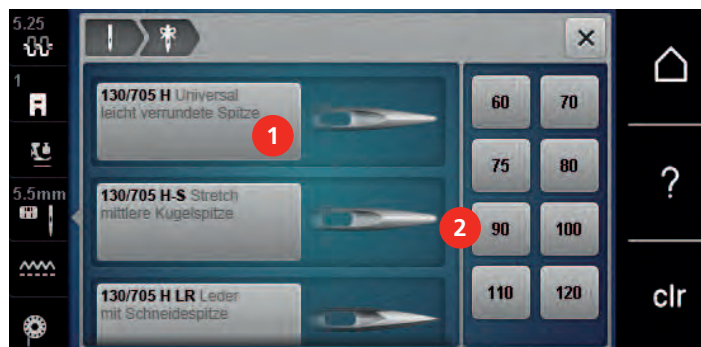 5.25
1
5.5mm
130/705 H Universal
leicht verrundete Spitze
1
130/705 H-S Stretch
mittlere Kugelspitze
2
130/705 H LR Leder
mit Schneidespitze
60 70
75 80
90 100
110 120
?
clr